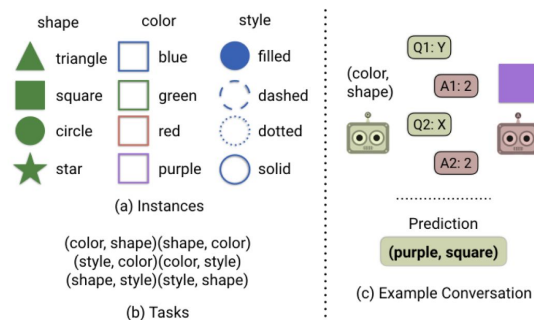 shape color style
triangle blue filled
square green dashed
circle red dotted
star purple solid
(a) Instances
(color, shape)(shape, color)
(style, color)(color, style)
(shape, style)(style, shape)
(b) Tasks
Q1: Y
(color, shape)
A1: 2
Q2: X
A2: 2
Prediction
(purple, square)
(c) Example Conversation